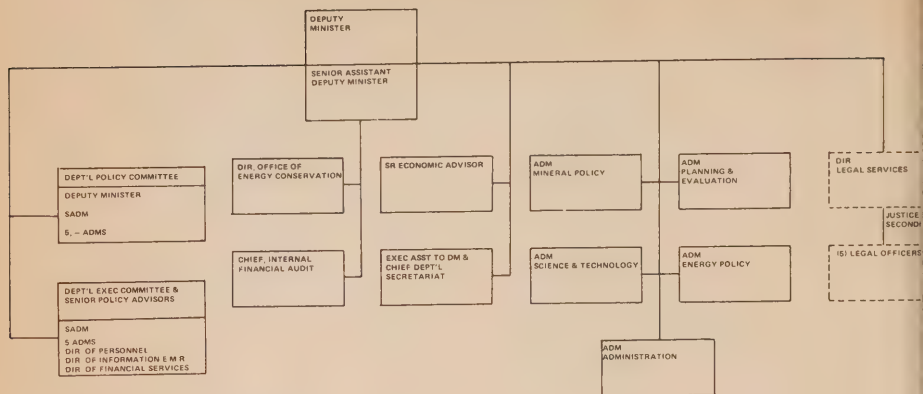 DEPUTY
MINISTER
SENIOR ASSISTANT
DEPUTY MINISTER
DEPT'L POLICY COMMITTEE
DEPUTY MINISTER
SADM
5, – ADMS
DEPT'L EXEC COMMITTEE &
SENIOR POLICY ADVISORS
SADM
5 ADMS
DIR OF PERSONNEL
DIR OF INFORMATION E M R
DIR OF FINANCIAL SERVICES
DIR, OFFICE OF
ENERGY CONSERVATION
CHIEF, INTERNAL
FINANCIAL AUDIT
SR ECONOMIC ADVISOR
EXEC ASST TO DM &
CHIEF DEPT'L
SECRETARIAT
ADM
MINERAL POLICY
ADM
PLANNING &
EVALUATION
ADM
SCIENCE & TECHNOLOGY
ADM
ENERGY POLICY
ADM
ADMINISTRATION
DIR
LEGAL SERVICES
JUSTICE
(5) LEGAL OFFICERS